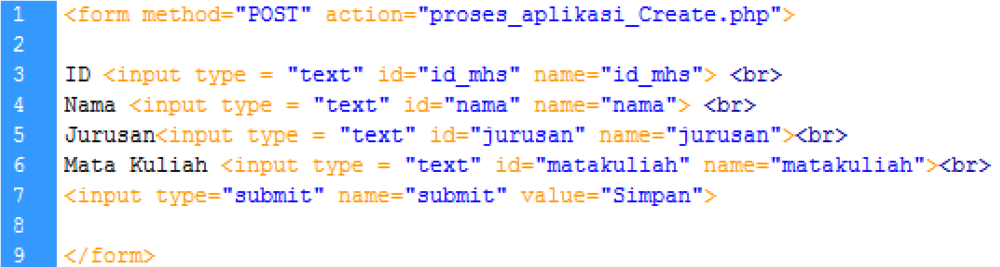 1 <form method="POST" action="proses_aplikasi_Create.php">
2
3 ID <input type = "text" id="id_mhs" name="id_mhs"> <br>
4 Nama <input type = "text" id="nama" name="nama"> <br>
5 Jurusan<input type = "text" id="jurusan" name="jurusan"><br>
6 Mata Kuliah <input type = "text" id="matakuliah" name="matakuliah"><br>
7 <input type="submit" name="submit" value="Simpan">
8
9 </form>